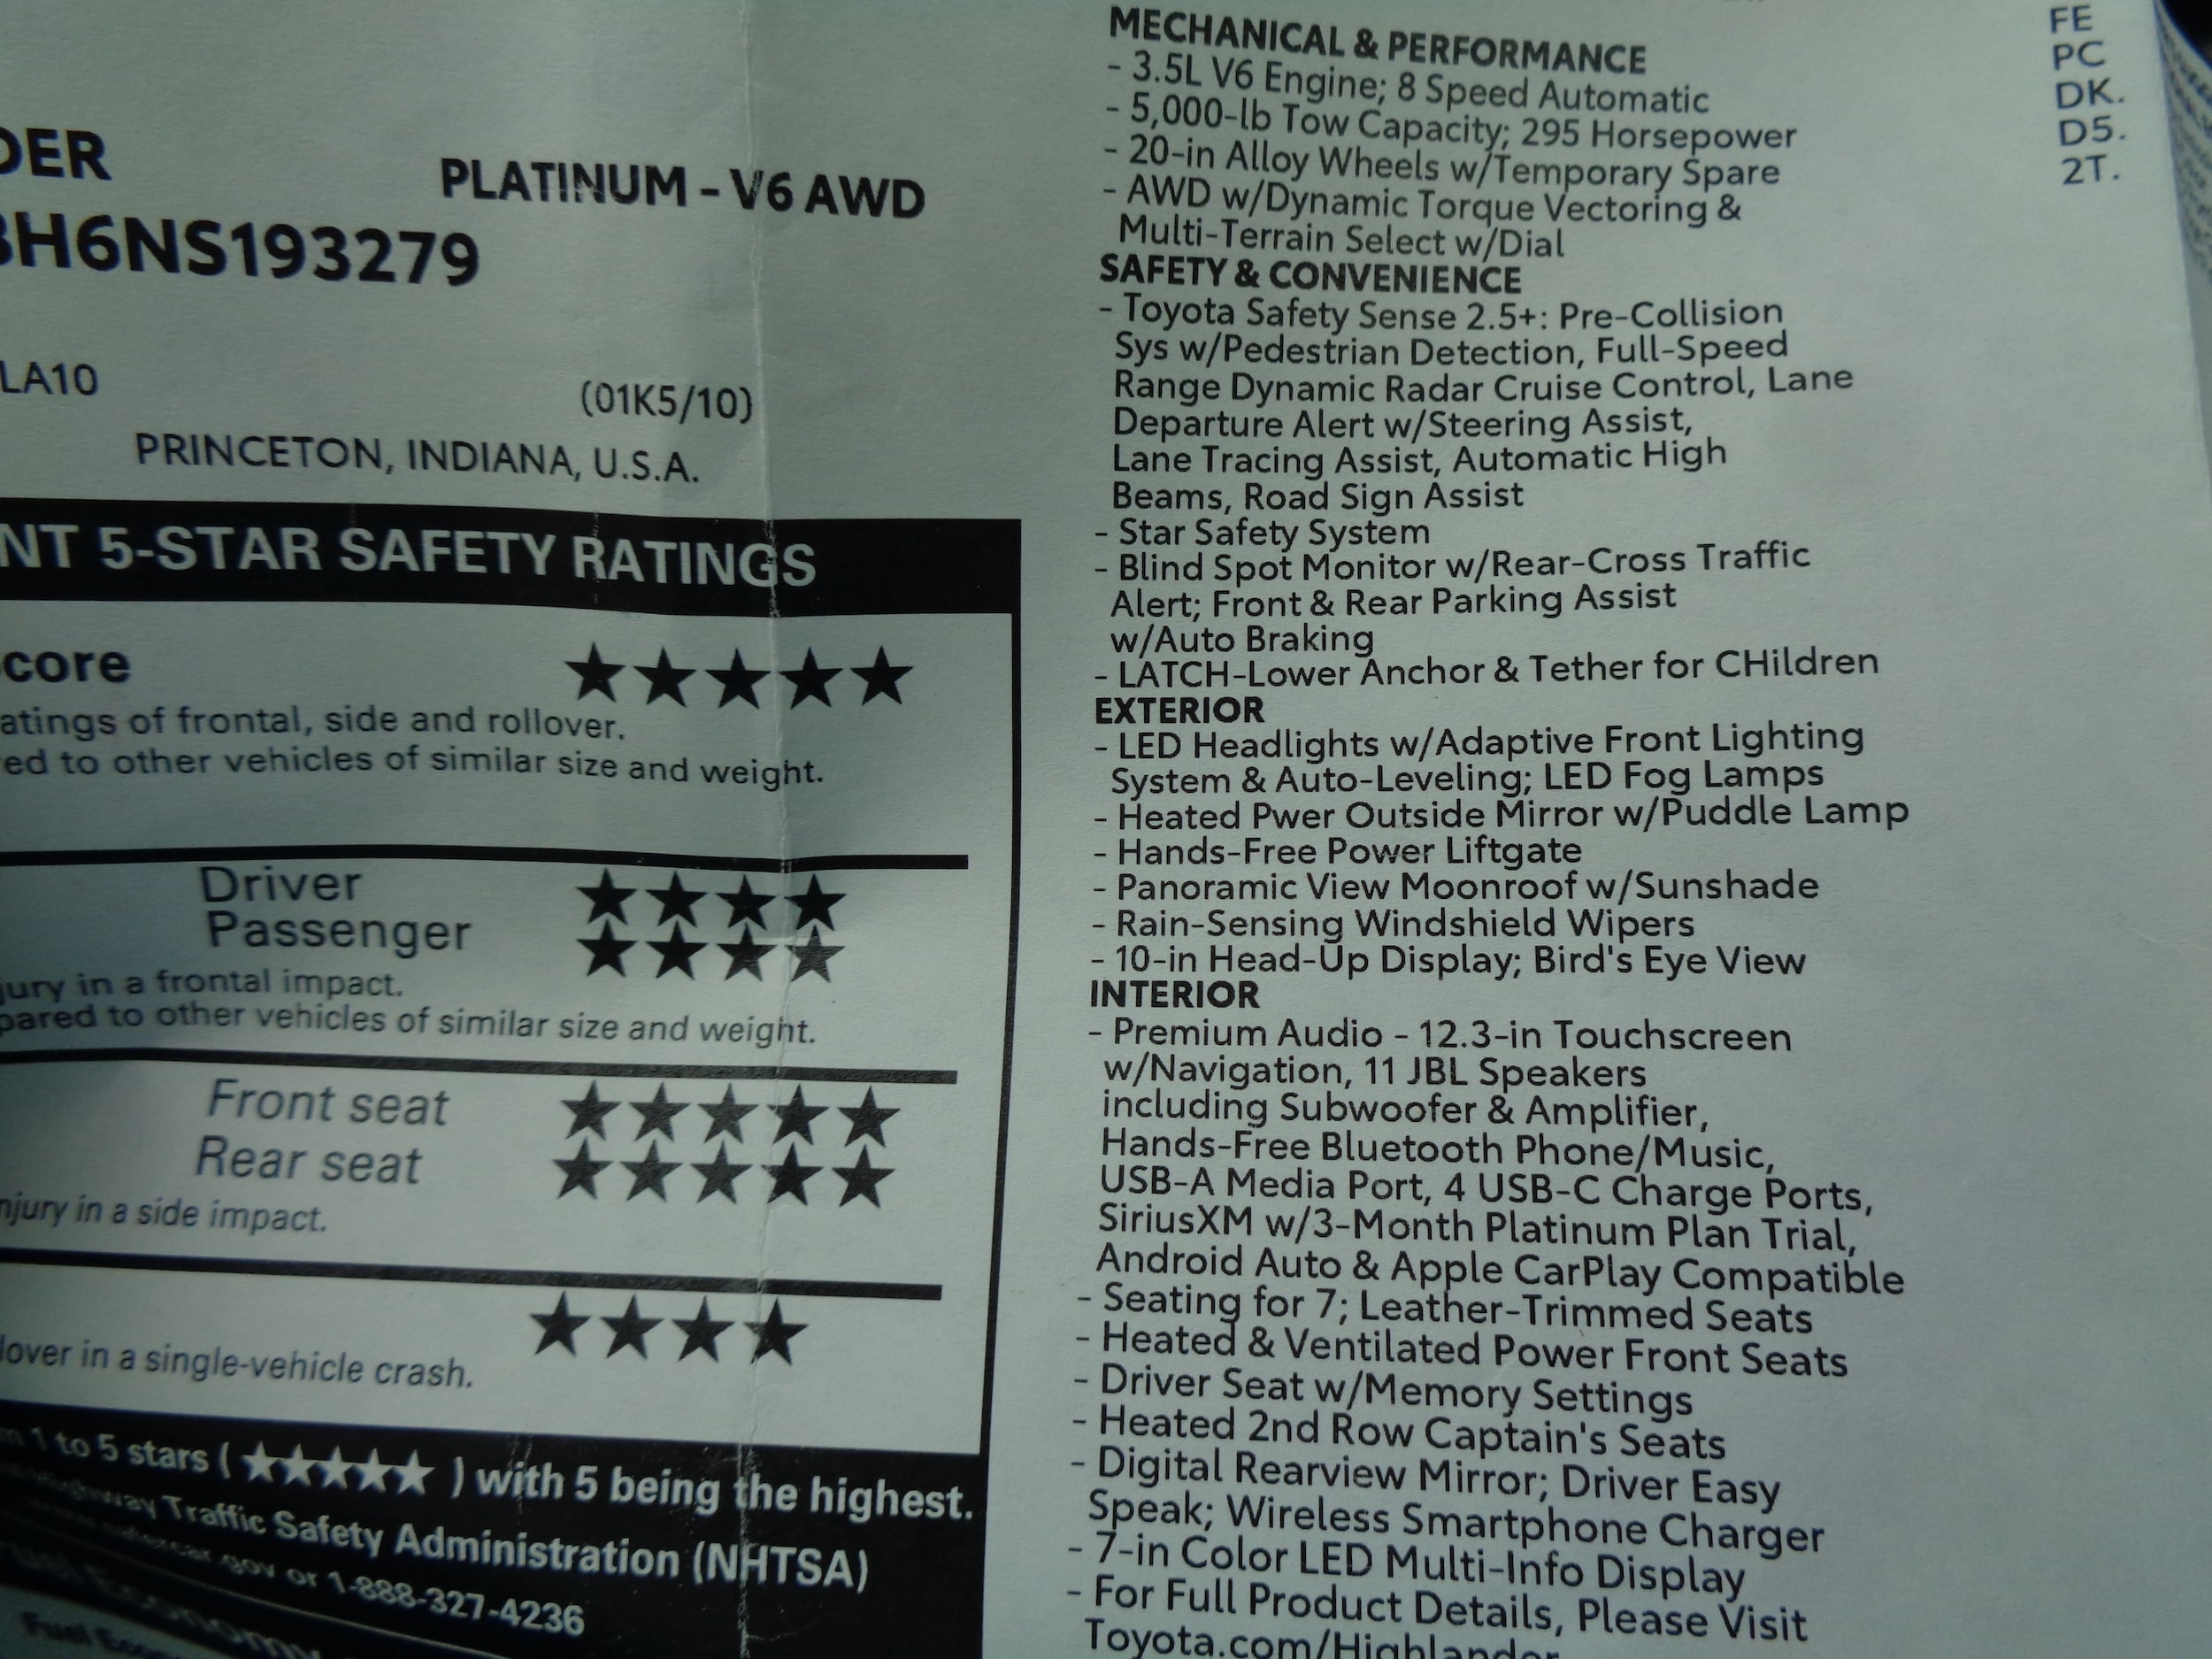 DER
PLATINUM - V6 AWD
BH6NS193279
LA10
(01K5/10)
PRINCETON, INDIANA, U.S.A.
NT 5-STAR SAFETY RATINGS
core ★★★★★
atings of frontal, side and rollover.
ed to other vehicles of similar size and weight.
Driver ★★★★
Passenger ★★★★
jury in a frontal impact.
pared to other vehicles of similar size and weight.
Front seat ★★★★★
Rear seat ★★★★★
njury in a side impact.
★★★★
lover in a single-vehicle crash.
1 to 5 stars ( ★★★★★ ) with 5 being the highest.
Highway Traffic Safety Administration (NHTSA)
or 1-888-327-4236
Fuel Economy
MECHANICAL & PERFORMANCE
- 3.5L V6 Engine; 8 Speed Automatic
- 5,000-lb Tow Capacity; 295 Horsepower
- 20-in Alloy Wheels w/Temporary Spare
- AWD w/Dynamic Torque Vectoring &
Multi-Terrain Select w/Dial
SAFETY & CONVENIENCE
- Toyota Safety Sense 2.5+: Pre-Collision
Sys w/Pedestrian Detection, Full-Speed
Range Dynamic Radar Cruise Control, Lane
Departure Alert w/Steering Assist,
Lane Tracing Assist, Automatic High
Beams, Road Sign Assist
- Star Safety System
- Blind Spot Monitor w/Rear-Cross Traffic
Alert; Front & Rear Parking Assist
w/Auto Braking
- LATCH-Lower Anchor & Tether for CHildren
EXTERIOR
- LED Headlights w/Adaptive Front Lighting
System & Auto-Leveling; LED Fog Lamps
- Heated Pwer Outside Mirror w/Puddle Lamp
- Hands-Free Power Liftgate
- Panoramic View Moonroof w/Sunshade
- Rain-Sensing Windshield Wipers
- 10-in Head-Up Display; Bird's Eye View
INTERIOR
- Premium Audio - 12.3-in Touchscreen
w/Navigation, 11 JBL Speakers
including Subwoofer & Amplifier,
Hands-Free Bluetooth Phone/Music,
USB-A Media Port, 4 USB-C Charge Ports,
SiriusXM w/3-Month Platinum Plan Trial,
Android Auto & Apple CarPlay Compatible
- Seating for 7; Leather-Trimmed Seats
- Heated & Ventilated Power Front Seats
- Driver Seat w/Memory Settings
- Heated 2nd Row Captain's Seats
- Digital Rearview Mirror; Driver Easy
Speak; Wireless Smartphone Charger
- 7-in Color LED Multi-Info Display
- For Full Product Details, Please Visit
Toyota.com/Highlander
FE
PC
DK.
D5.
2T.